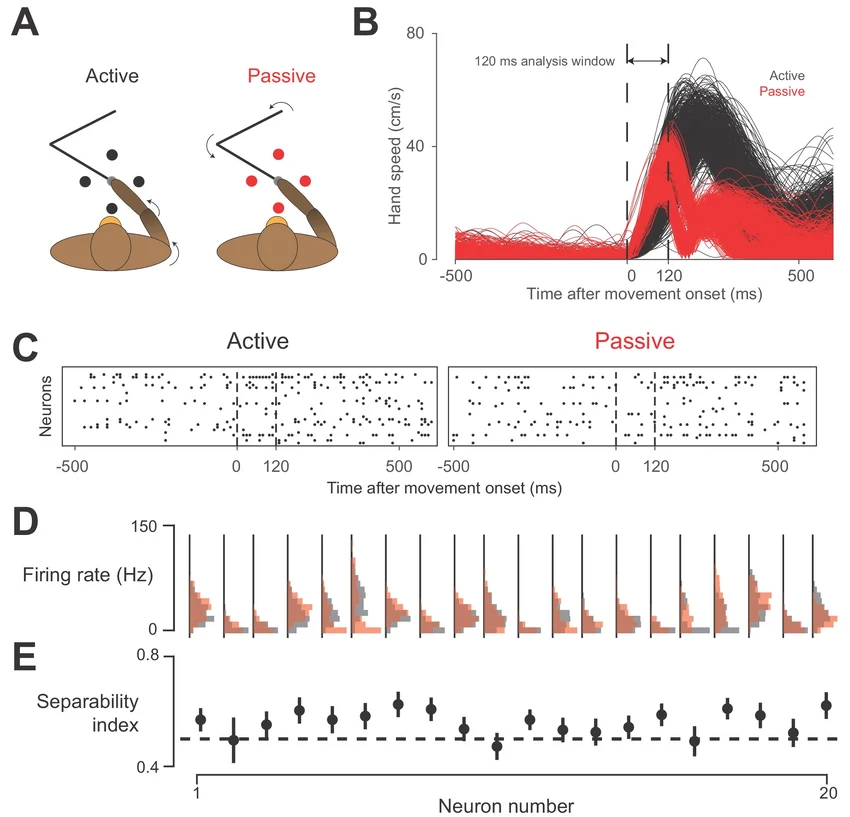 A
Active
Passive
B
80
40
0
Hand speed (cm/s)
120 ms analysis window
Active
Passive
-500
0
120
500
Time after movement onset (ms)
C
Active
Passive
Neurons
-500
0
120
500
-500
0
120
500
Time after movement onset (ms)
D
150
Firing rate (Hz)
0
E
0.8
Separability
index
0.4
1
20
Neuron number